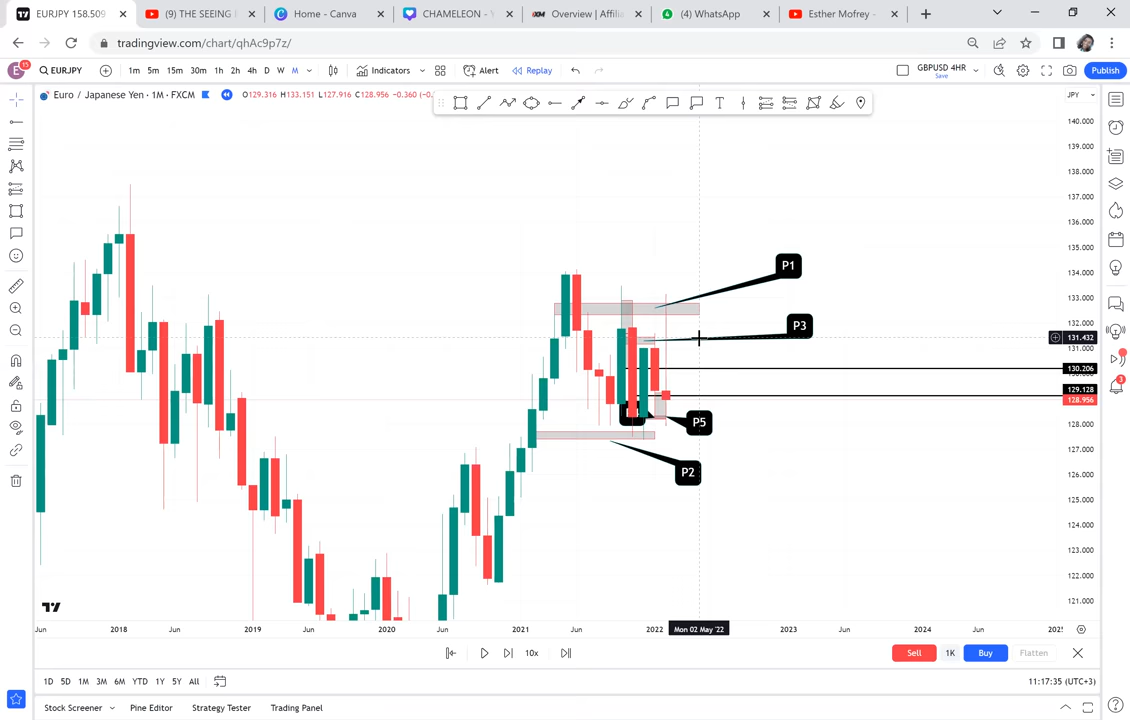 EURJPY 158.509
(9) THE SEEING I
Home - Canva
CHAMELEON - Y
Overview | Affilia
(4) WhatsApp
Esther Mofrey -
tradingview.com/chart/qhAc9p7z/
E
15
EURJPY
1m 5m 15m 30m 1h 2h 4h D W M
Indicators
Alert
Replay
GBPUSD 4HR
Save
Publish
Euro / Japanese Yen · 1M · FXCM
O129.316 H133.151 L127.916 C128.956 −0.360
JPY
140.000
139.000
138.000
137.000
136.000
135.000
134.000
133.000
132.000
131.432
131.000
130.206
129.128
128.956
128.000
127.000
126.000
125.000
124.000
123.000
122.000
121.000
P1
P3
P5
P2
Jun 2018 Jun 2019 Jun 2020 Jun 2021 Jun 2022 Mon 02 May '22 2023 Jun 2024 Jun 2025
10x
Sell
1K
Buy
Flatten
1D 5D 1M 3M 6M YTD 1Y 5Y All
11:17:35 (UTC+3)
Stock Screener
Pine Editor
Strategy Tester
Trading Panel
3